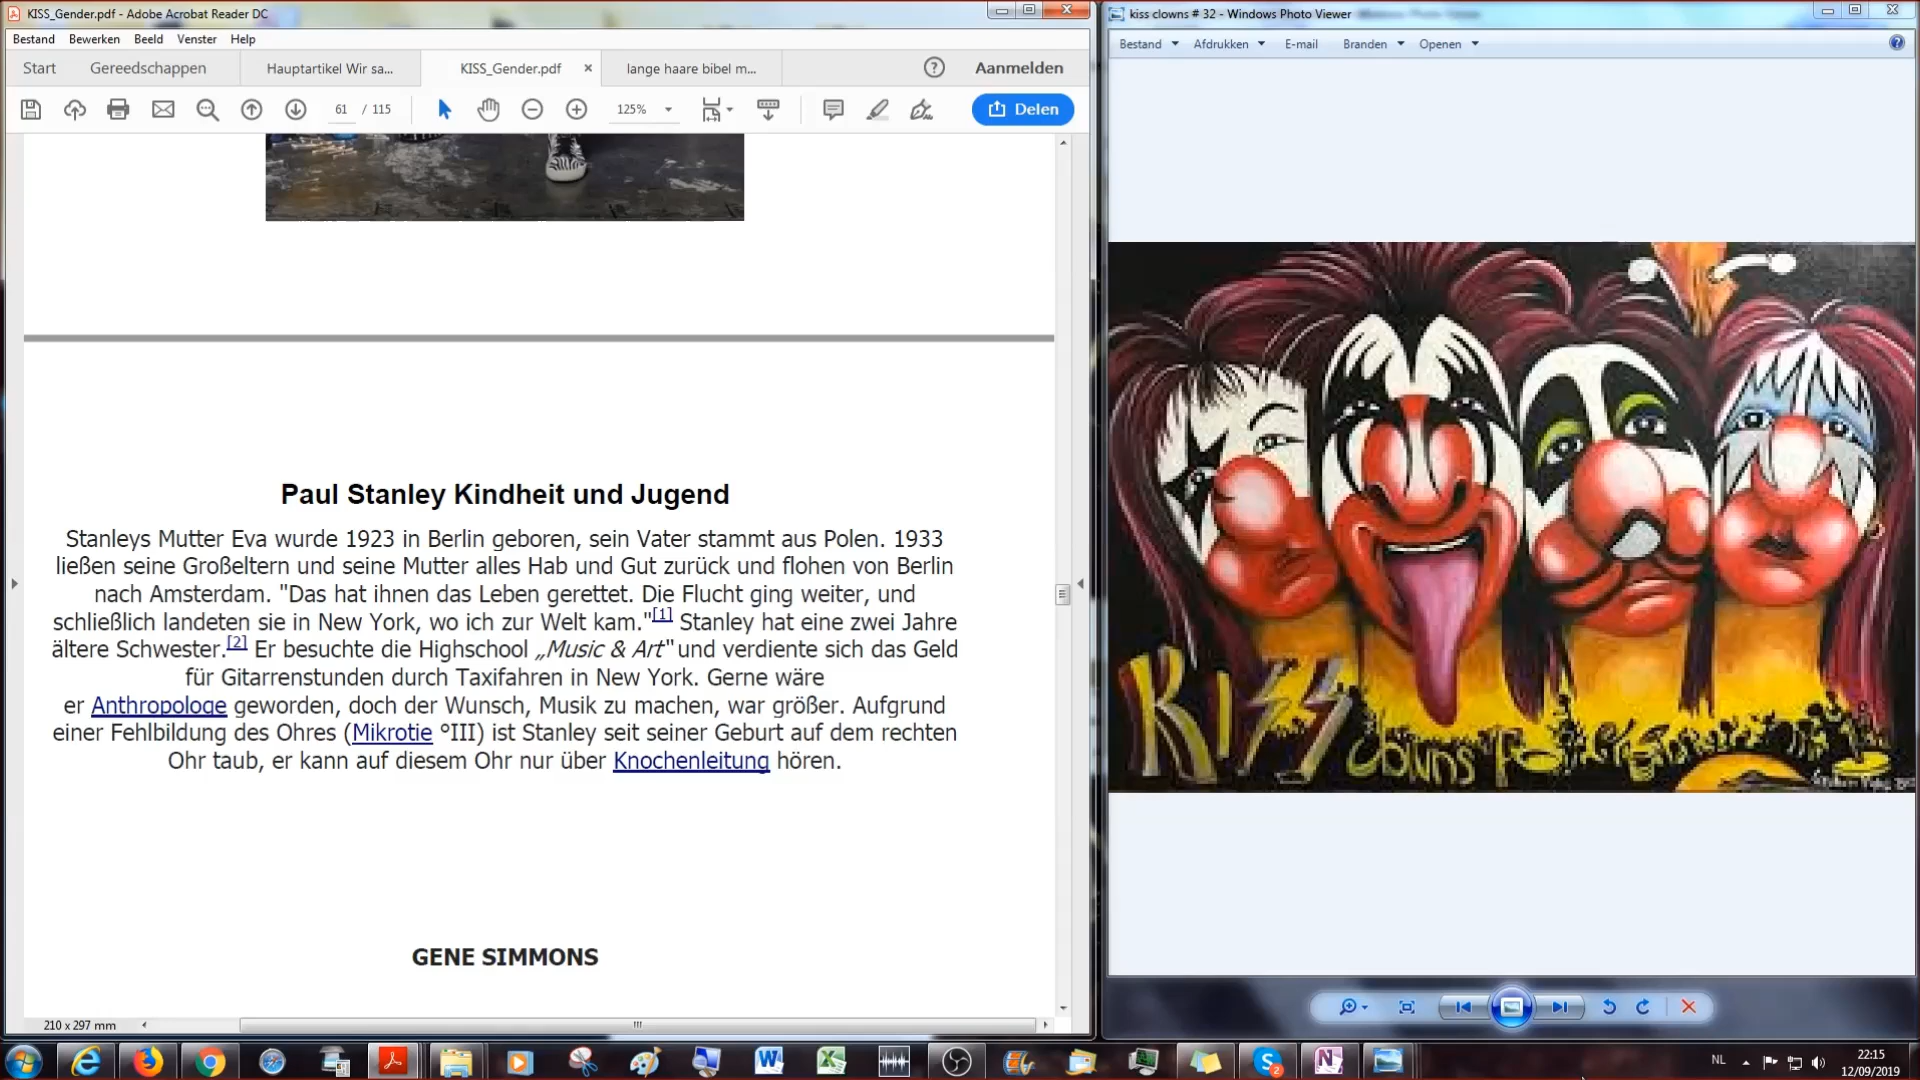 KISS_Gender.pdf - Adobe Acrobat Reader DC
Bestand Bewerken Beeld Venster Help
Start Gereedschappen Hauptartikel Wir sa... KISS_Gender.pdf × lange haare bibel m... Aanmelden
61 / 115 125% Delen
Paul Stanley Kindheit und Jugend
Stanleys Mutter Eva wurde 1923 in Berlin geboren, sein Vater stammt aus Polen. 1933
ließen seine Großeltern und seine Mutter alles Hab und Gut zurück und flohen von Berlin
nach Amsterdam. "Das hat ihnen das Leben gerettet. Die Flucht ging weiter, und
schließlich landeten sie in New York, wo ich zur Welt kam."[1] Stanley hat eine zwei Jahre
ältere Schwester.[2] Er besuchte die Highschool „Music & Art" und verdiente sich das Geld
für Gitarrenstunden durch Taxifahren in New York. Gerne wäre
er Anthropologe geworden, doch der Wunsch, Musik zu machen, war größer. Aufgrund
einer Fehlbildung des Ohres (Mikrotie °III) ist Stanley seit seiner Geburt auf dem rechten
Ohr taub, er kann auf diesem Ohr nur über Knochenleitung hören.
GENE SIMMONS
210 x 297 mm
kiss clowns # 32 - Windows Photo Viewer
Bestand Afdrukken E-mail Branden Openen
KISS
NL
22:15
12/09/2019